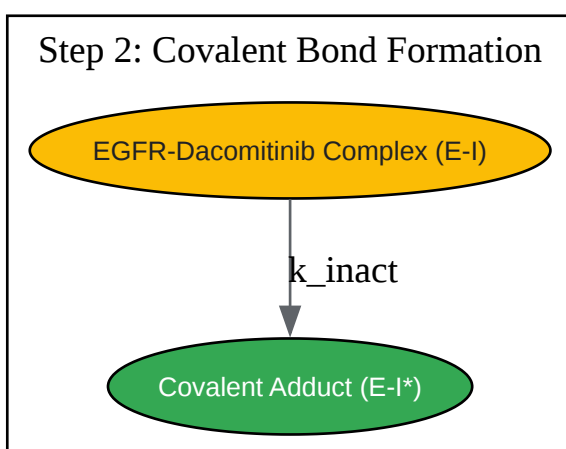 Step 2: Covalent Bond Formation
EGFR-Dacomitinib Complex (E-I)
k_inact
Covalent Adduct (E-I*)